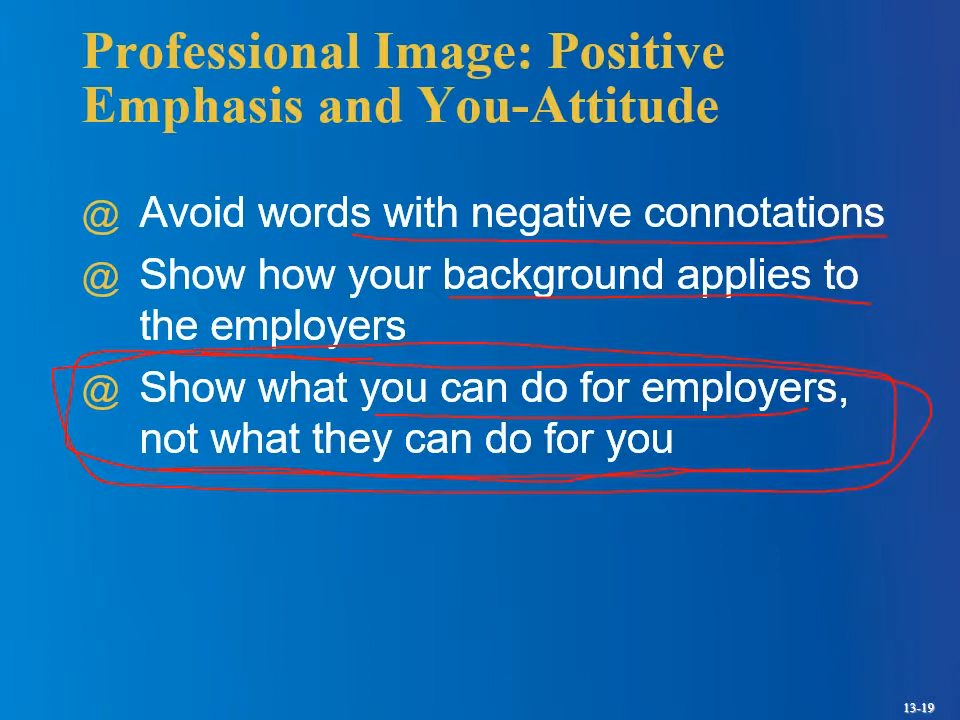 Professional Image: Positive
Emphasis and You-Attitude
@ Avoid words with negative connotations
@ Show how your background applies to
the employers
@ Show what you can do for employers,
not what they can do for you
13-19